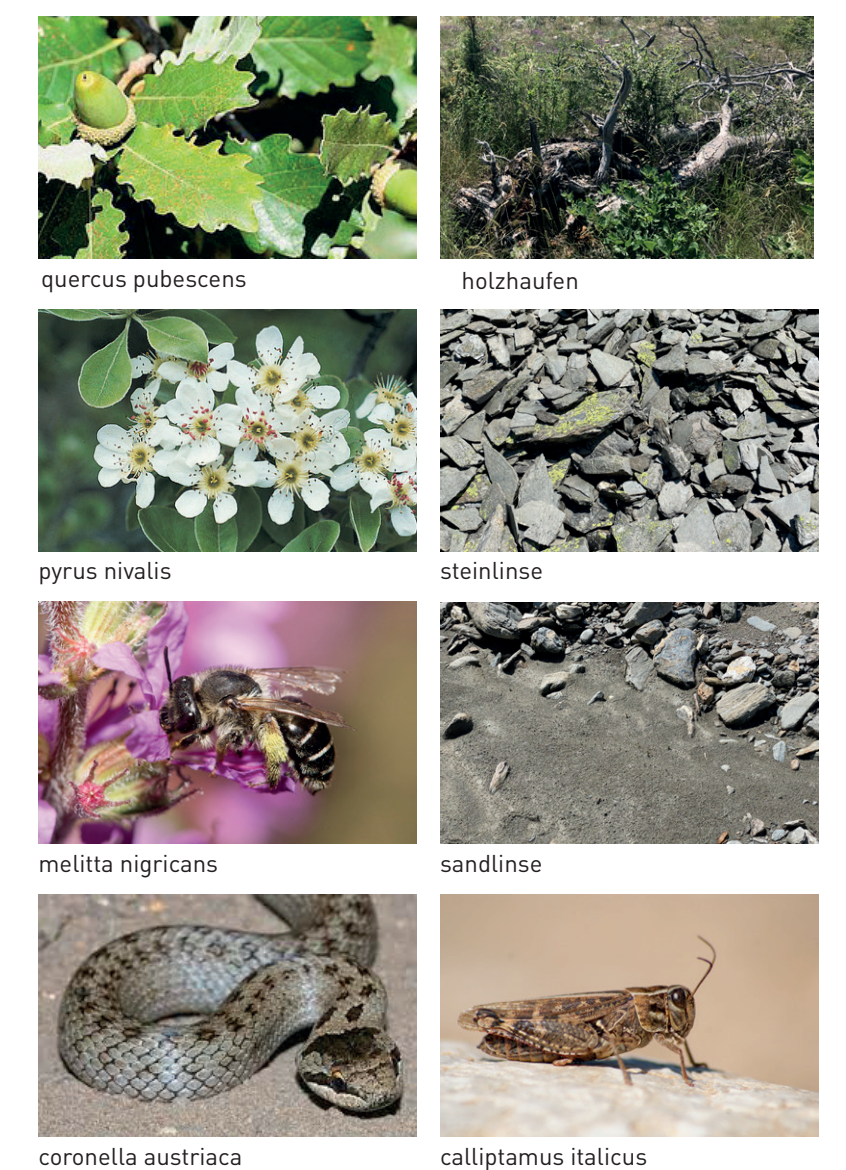 quercus pubescens
holzhaufen
pyrus nivalis
steinlinse
melitta nigricans
sandlinse
coronella austriaca
calliptamus italicus